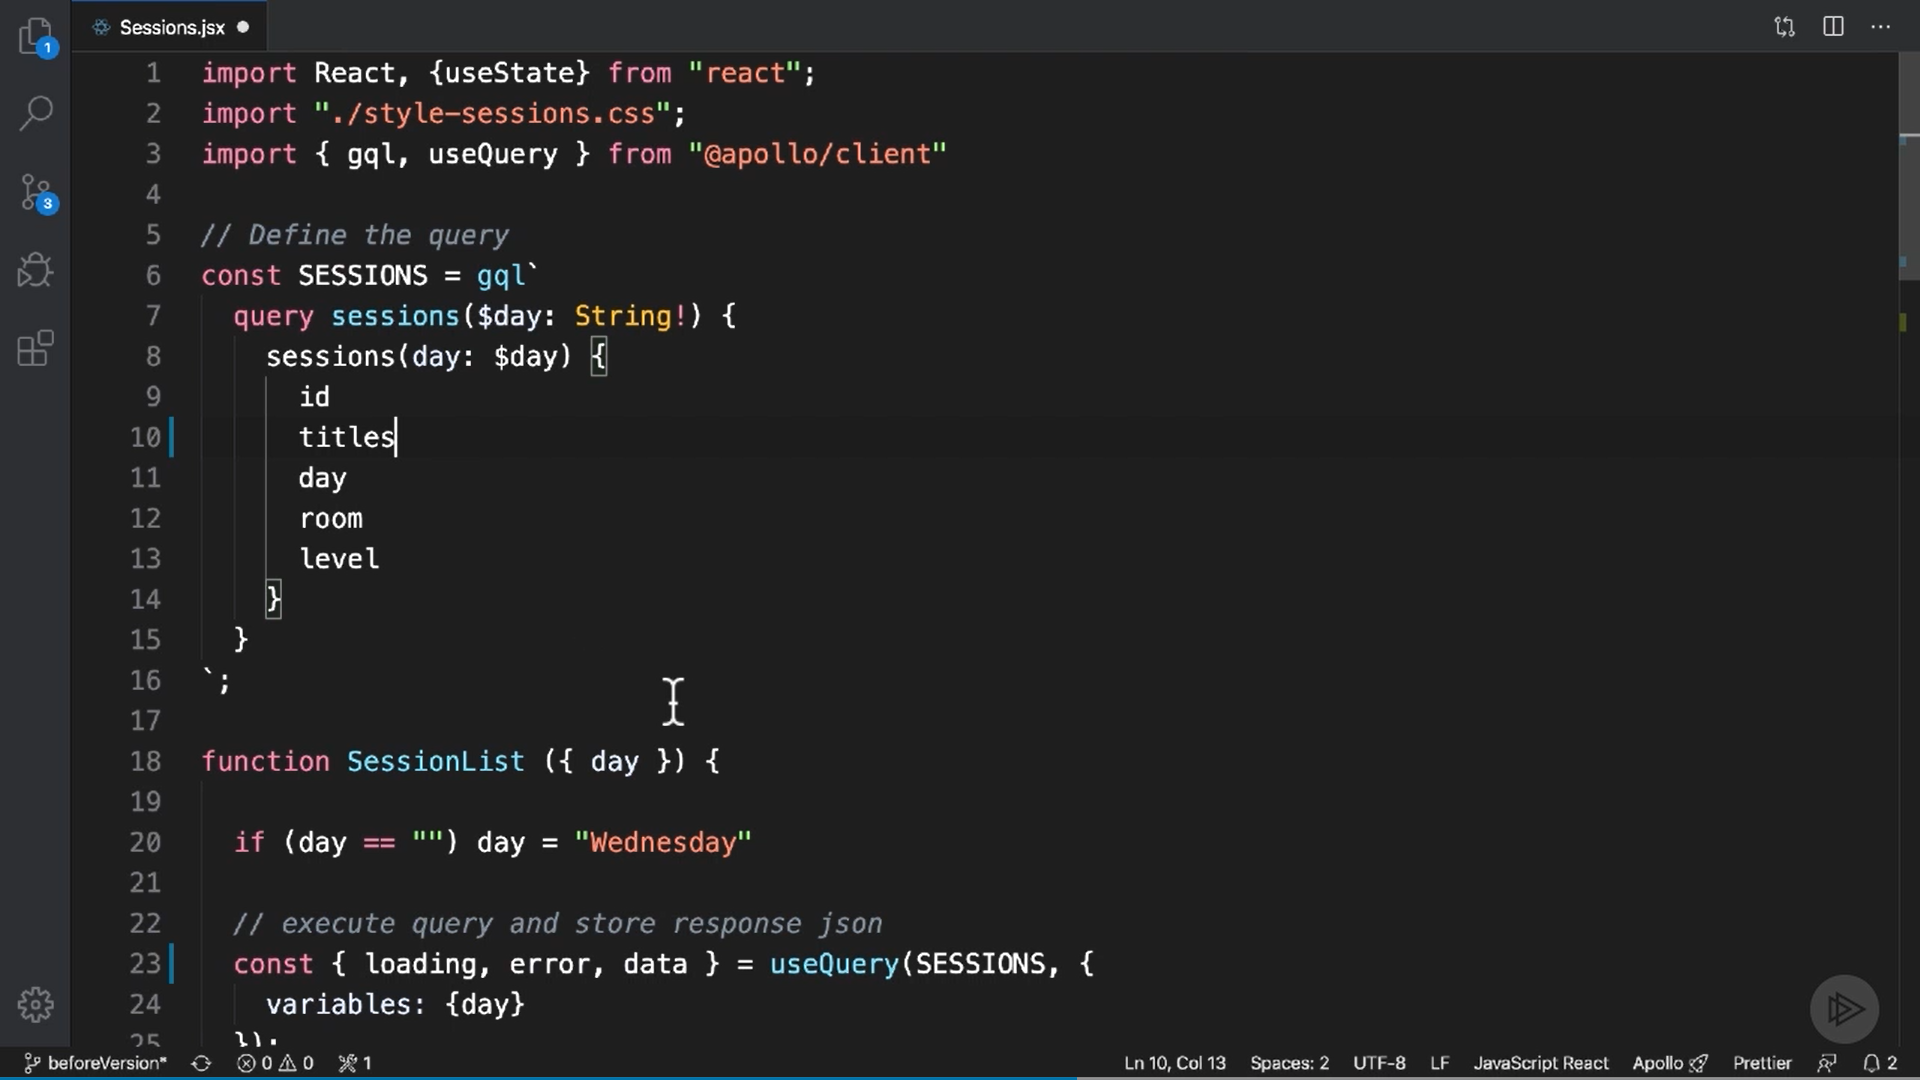 Sessions.jsx
1
3
1 import React, {useState} from "react";
2 import "./style-sessions.css";
3 import { gql, useQuery } from "@apollo/client"
4
5 // Define the query
6 const SESSIONS = gql`
7 query sessions($day: String!) {
8 sessions(day: $day) {
9 id
10 titles
11 day
12 room
13 level
14 }
15 }
16 `;
17
18 function SessionList ({ day }) {
19
20 if (day == "") day = "Wednesday"
21
22 // execute query and store response json
23 const { loading, error, data } = useQuery(SESSIONS, {
24 variables: {day}
25 });
beforeVersion* 0 0 1 Ln 10, Col 13 Spaces: 2 UTF-8 LF JavaScript React Apollo Prettier 2